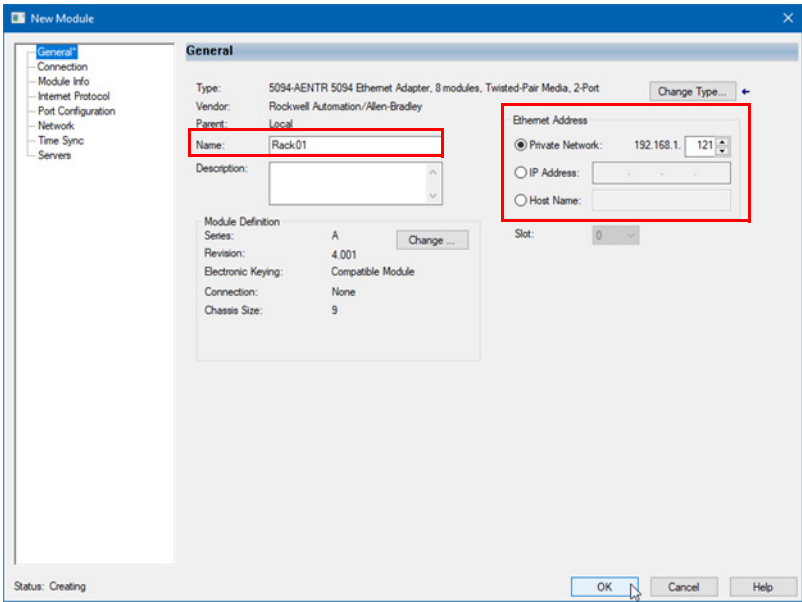 New Module
General*
Connection
Module Info
Internet Protocol
Port Configuration
Network
Time Sync
Servers
General
Type: 5094-AENTR 5094 Ethernet Adapter, 8 modules, Twisted-Pair Media, 2-Port
Change Type...
Vendor: Rockwell Automation/Allen-Bradley
Parent: Local
Name: Rack01
Description:
Ethernet Address
Private Network: 192.168.1. 121
IP Address: . . .
Host Name:
Slot: 0
Module Definition
Series: A
Change ...
Revision: 4.001
Electronic Keying: Compatible Module
Connection: None
Chassis Size: 9
Status: Creating
OK
Cancel
Help